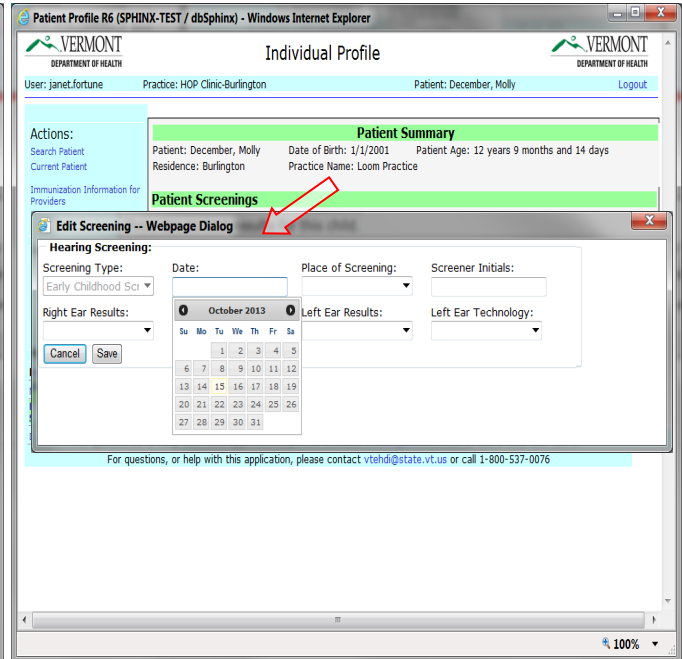 Patient Profile R6 (SPHINX-TEST / dbSphinx) - Windows Internet Explorer
VERMONT
DEPARTMENT OF HEALTH
Individual Profile
VERMONT
DEPARTMENT OF HEALTH
User: janet.fortune Practice: HOP Clinic-Burlington Patient: December, Molly Logout
Actions:
Search Patient
Current Patient
Immunization Information for
Providers
Patient Summary
Patient: December, Molly Date of Birth: 1/1/2001 Patient Age: 12 years 9 months and 14 days
Residence: Burlington Practice Name: Loom Practice
Patient Screenings
this child.
Edit Screening -- Webpage Dialog
Hearing Screening:
Screening Type: Date: Place of Screening: Screener Initials:
Early Childhood Scr
Right Ear Results: Left Ear Results: Left Ear Technology:
October 2013
Su Mo Tu We Th Fr Sa
1 2 3 4 5
6 7 8 9 10 11 12
13 14 15 16 17 18 19
20 21 22 23 24 25 26
27 28 29 30 31
Cancel Save
For questions, or help with this application, please contact vtehdi@state.vt.us or call 1-800-537-0076
100%